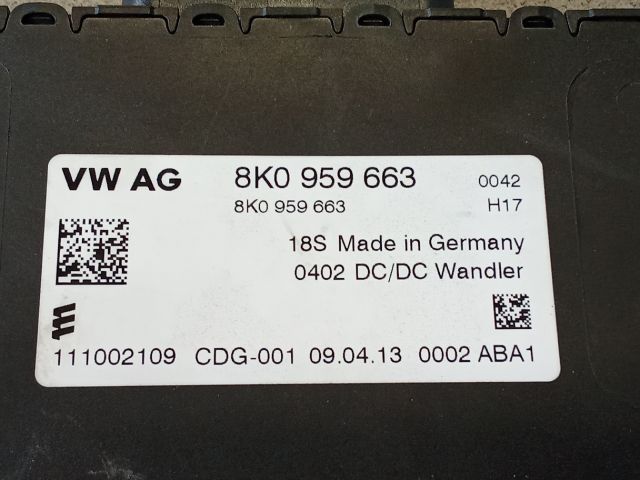 VW AG 8K0 959 663 0042
8K0 959 663 H17
18S Made in Germany
0402 DC/DC Wandler
111002109 CDG-001 09.04.13 0002 ABA1